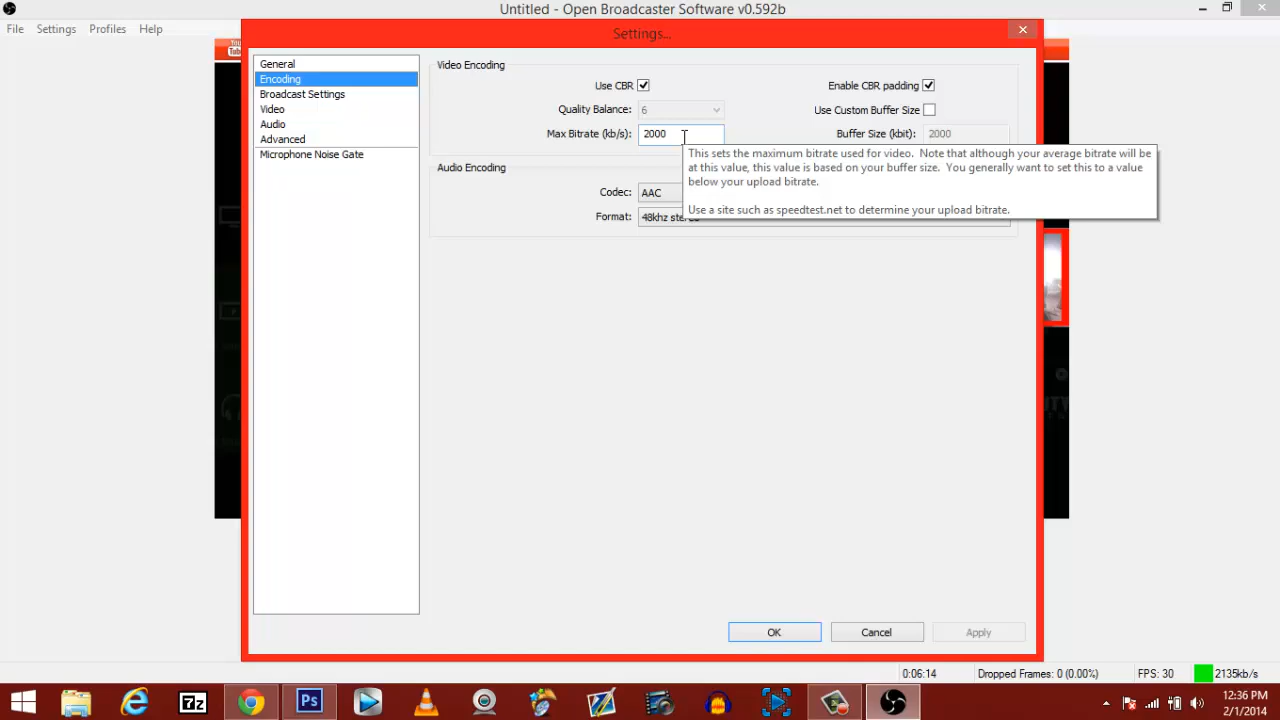 Untitled - Open Broadcaster Software v0.592b
File Settings Profiles Help
Settings...
General
Encoding
Broadcast Settings
Video
Audio
Advanced
Microphone Noise Gate
Video Encoding
Use CBR
Enable CBR padding
Quality Balance: 6
Use Custom Buffer Size
Max Bitrate (kb/s): 2000
Buffer Size (kbit): 2000
This sets the maximum bitrate used for video. Note that although your average bitrate will be
at this value, this value is based on your buffer size. You generally want to set this to a value
below your upload bitrate.
Use a site such as speedtest.net to determine your upload bitrate.
Audio Encoding
Codec: AAC
Format: 48khz stereo
OK Cancel Apply
0:06:14 Dropped Frames: 0 (0.00%) FPS: 30 2135kb/s
7z
Ps
12:36 PM
2/1/2014